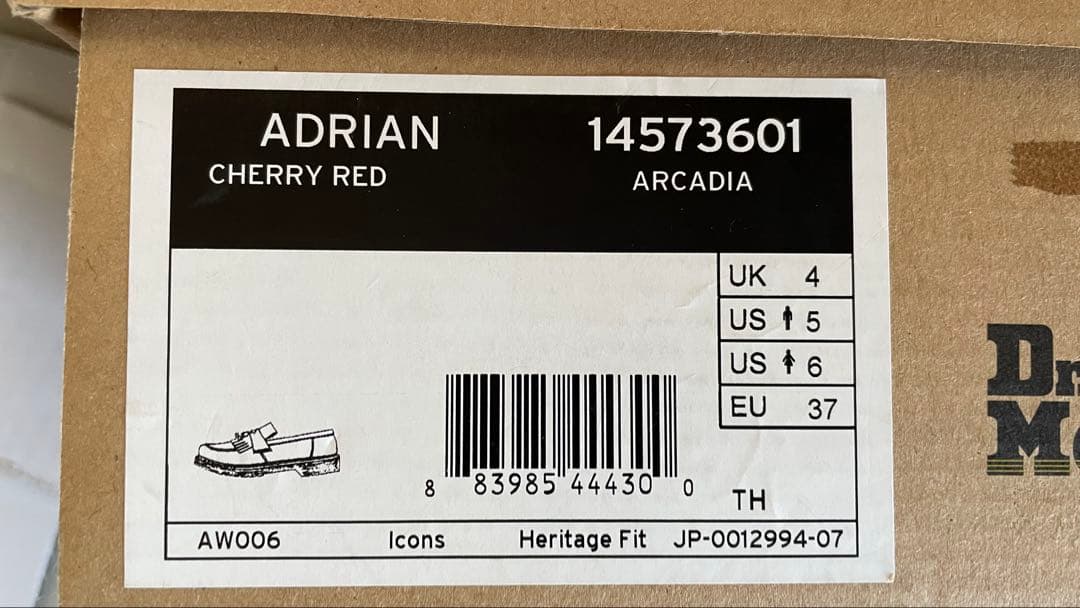 ADRIAN
CHERRY RED
14573601
ARCADIA
UK 4
US 5
US 6
EU 37
8 83985 44430 0
TH
AW006 Icons Heritage Fit JP-0012994-07
D
M